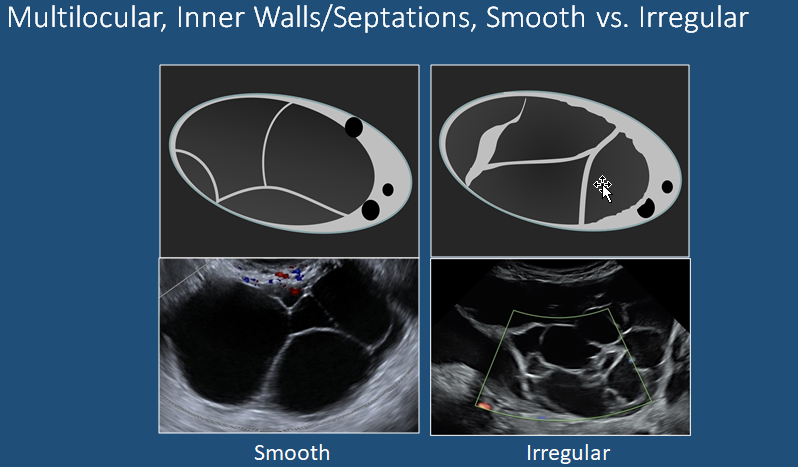 Multilocular, Inner Walls/Septations, Smooth vs. Irregular
Smooth
Irregular